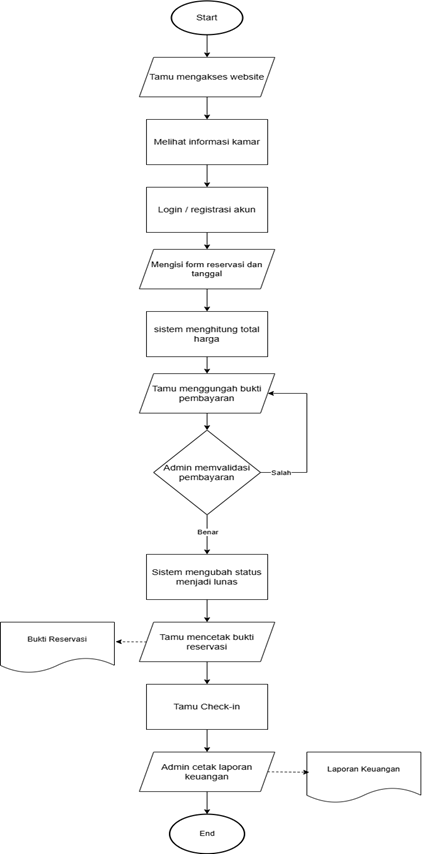 Start
Tamu mengakses website
Melihat informasi kamar
Login / registrasi akun
Mengisi form reservasi dan
tanggal
sistem menghitung total
harga
Tamu menggungah bukti
pembayaran
Admin memvalidasi
pembayaran
Salah
Benar
Sistem mengubah status
menjadi lunas
Bukti Reservasi
Tamu mencetak bukti
reservasi
Tamu Check-in
Admin cetak laporan
keuangan
Laporan Keuangan
End